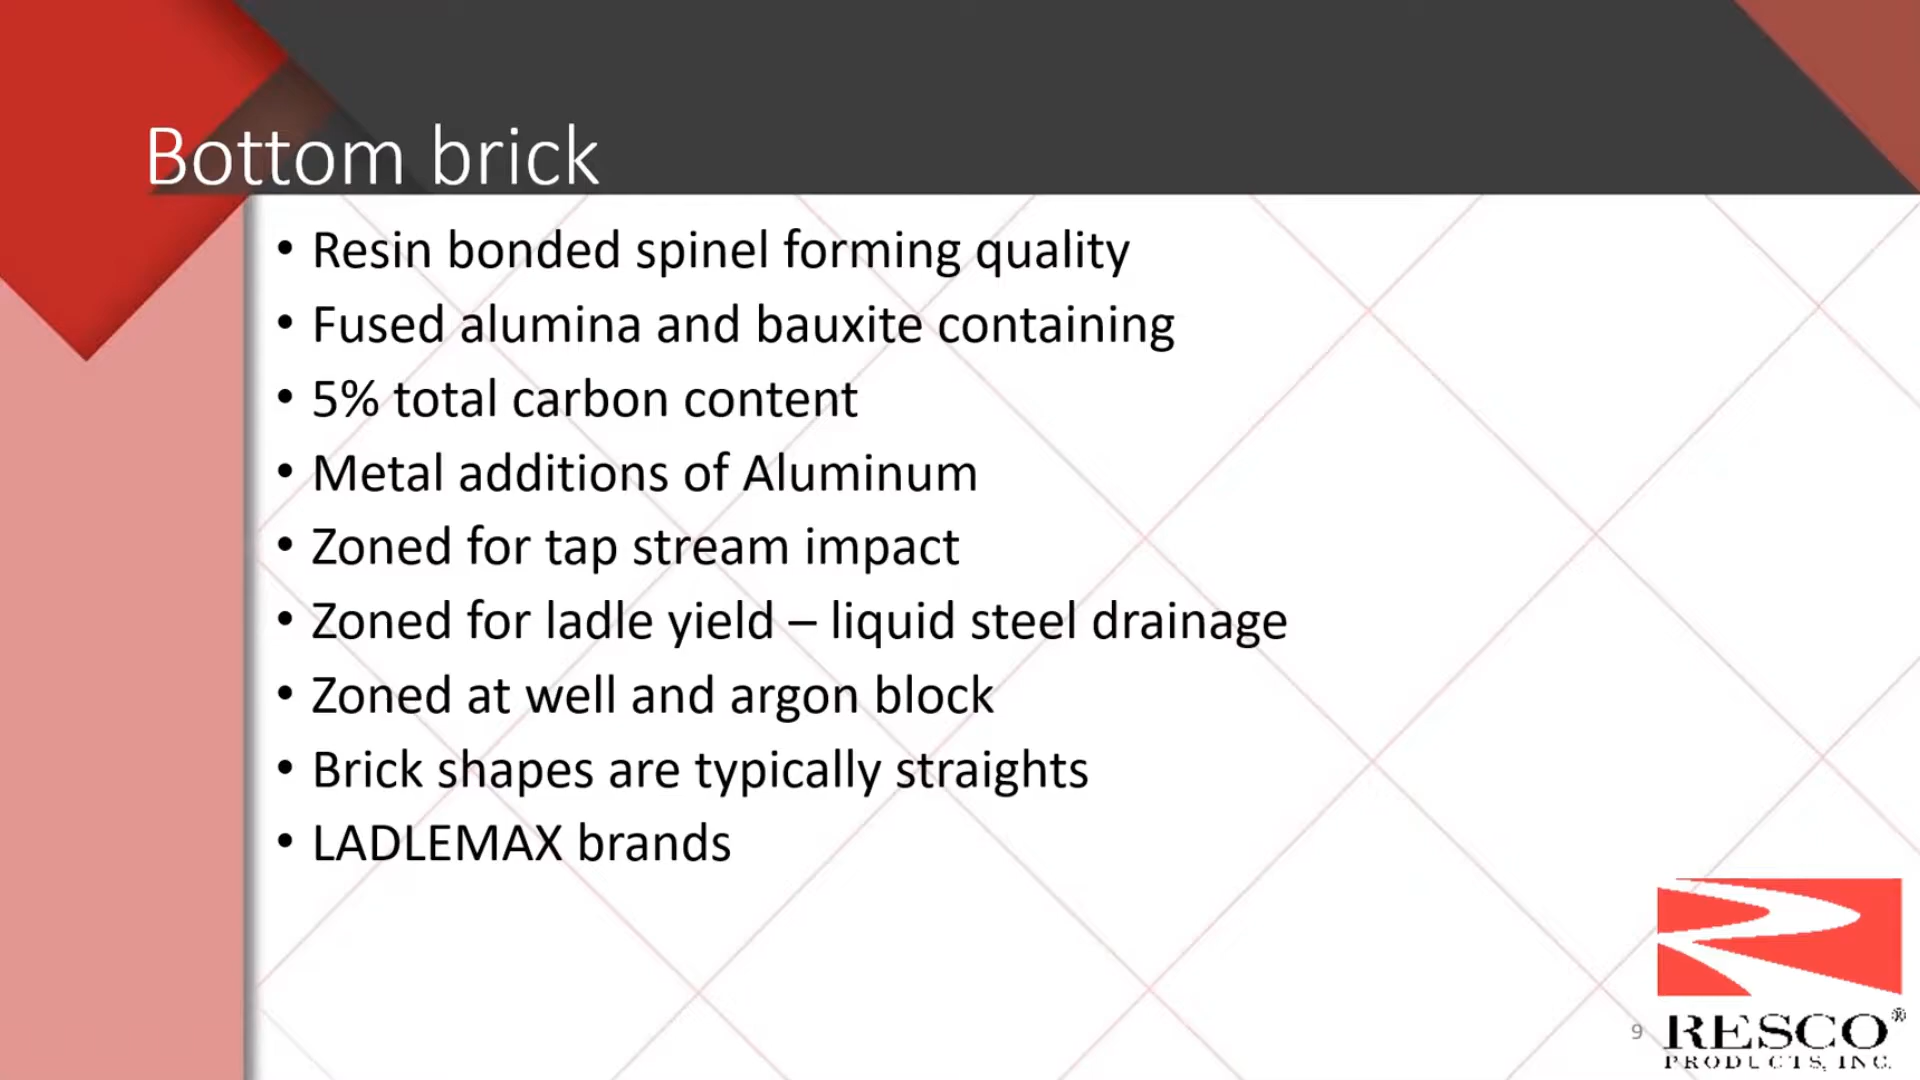 Bottom brick
• Resin bonded spinel forming quality
• Fused alumina and bauxite containing
• 5% total carbon content
• Metal additions of Aluminum
• Zoned for tap stream impact
• Zoned for ladle yield – liquid steel drainage
• Zoned at well and argon block
• Brick shapes are typically straights
• LADLEMAX brands
9
RESCO®
PRODUCTS, INC.